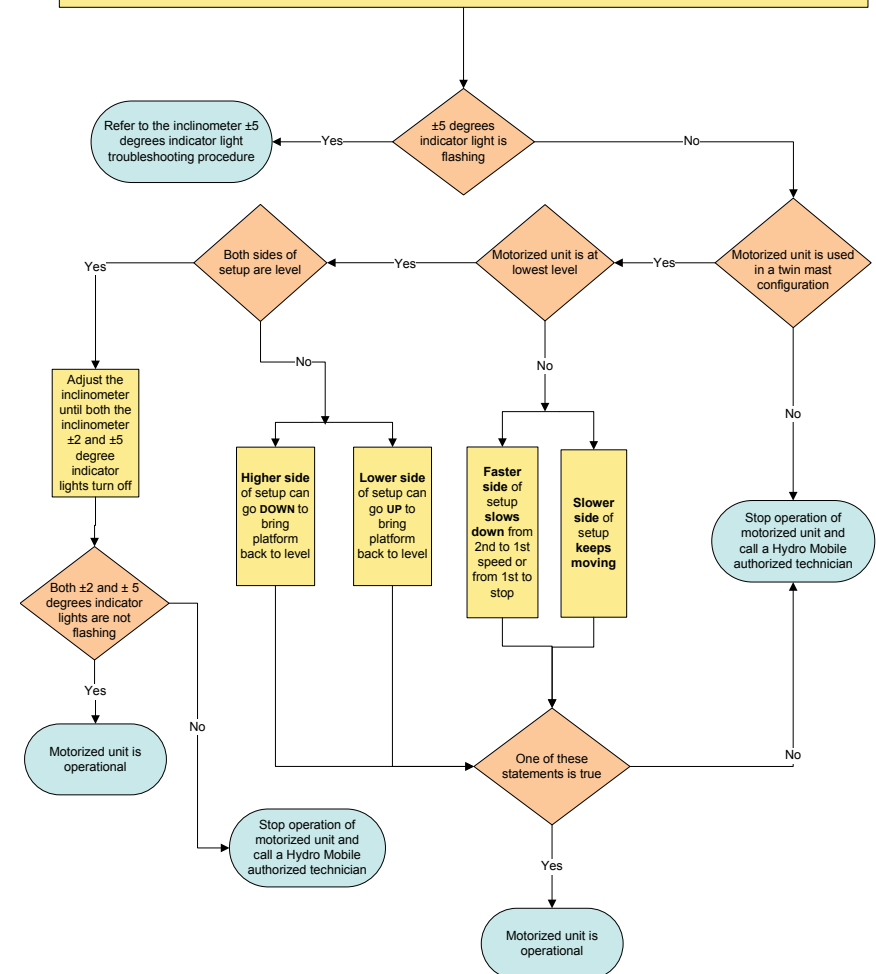 ±5 degrees
indicator light is
flashing
Yes
No
Refer to the inclinometer ±5
degrees indicator light
troubleshooting procedure
Motorized unit is used
in a twin mast
configuration
Yes
No
Motorized unit is at
lowest level
Yes
No
Both sides of
setup are level
Yes
No
Adjust the
inclinometer
until both the
inclinometer
±2 and ±5
degree
indicator
lights turn off
Higher side
of setup can
go DOWN to
bring
platform
back to level
Lower side
of setup can
go UP to
bring
platform
back to level
Faster
side of
setup
slows
down from
2nd to 1st
speed or
from 1st to
stop
Slower
side of
setup
keeps
moving
Stop operation of
motorized unit and
call a Hydro Mobile
authorized technician
Both ±2 and ± 5
degrees indicator
lights are not
flashing
Yes
No
Motorized unit is
operational
Stop operation of
motorized unit and
call a Hydro Mobile
authorized technician
One of these
statements is true
No
Yes
Motorized unit is
operational